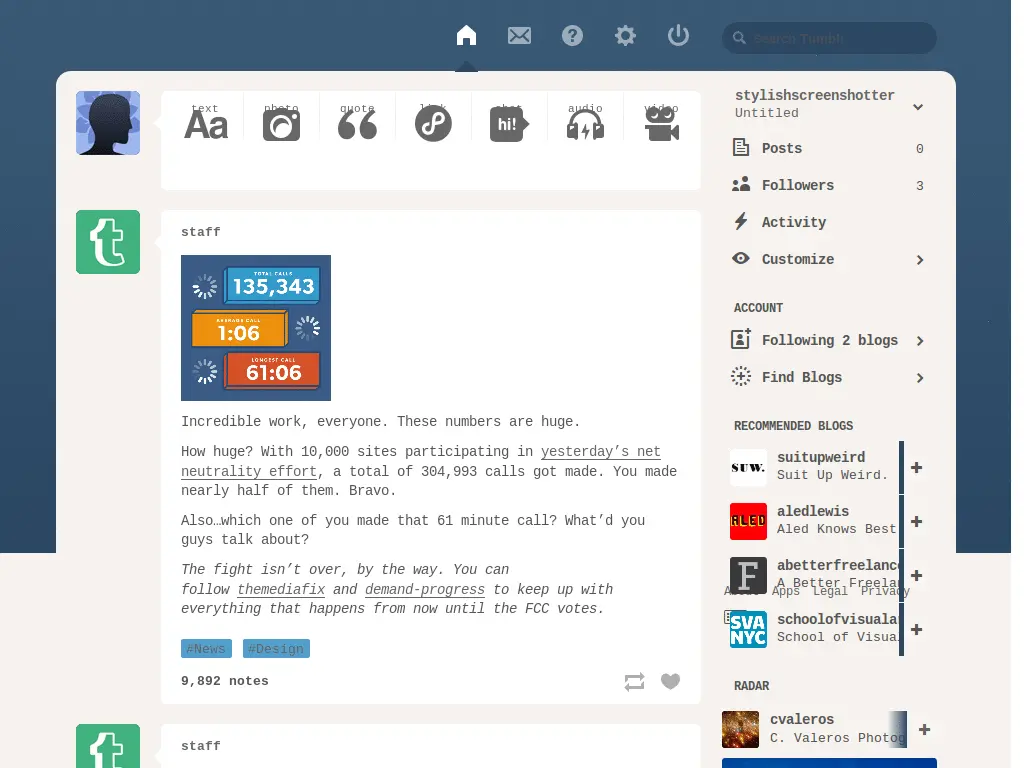 Search Tumblr
text photo quote link chat audio video
Aa hi!
stylishscreenshotter
Untitled
Posts 0
Followers 3
Activity
Customize
ACCOUNT
Following 2 blogs
Find Blogs
RECOMMENDED BLOGS
SUW.
suitupweird
Suit Up Weird.
ALED
aledlewis
Aled Knows Best
F
abetterfreelanc
A Better Freelan
About Apps Legal Privacy
SVA
NYC
schoolofvisuala
School of Visua
RADAR
cvaleros
C. Valeros Photog
staff
TOTAL CALLS
135,343
AVERAGE CALL
1:06
LONGEST CALL
61:06
Incredible work, everyone. These numbers are huge.
How huge? With 10,000 sites participating in yesterday’s net
neutrality effort, a total of 304,993 calls got made. You made
nearly half of them. Bravo.
Also…which one of you made that 61 minute call? What’d you
guys talk about?
The fight isn’t over, by the way. You can
follow themediafix and demand-progress to keep up with
everything that happens from now until the FCC votes.
#News #Design
9,892 notes
staff